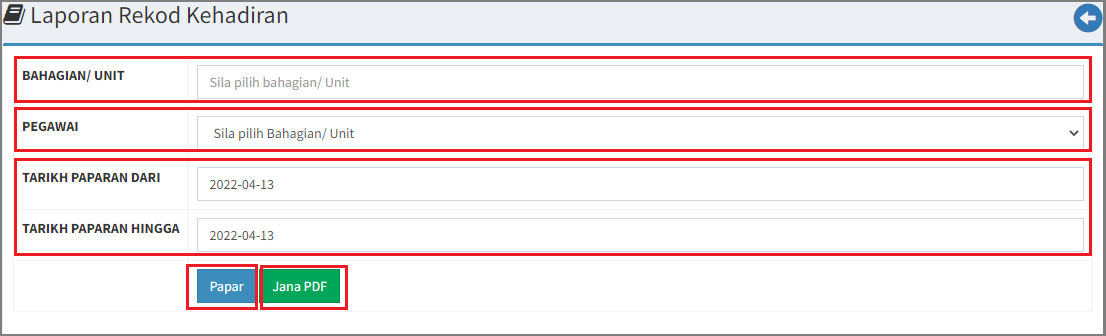 Laporan Rekod Kehadiran
BAHAGIAN/ UNIT
Sila pilih bahagian/ Unit
PEGAWAI
Sila pilih Bahagian/ Unit
TARIKH PAPARAN DARI
2022-04-13
TARIKH PAPARAN HINGGA
2022-04-13
Papar
Jana PDF